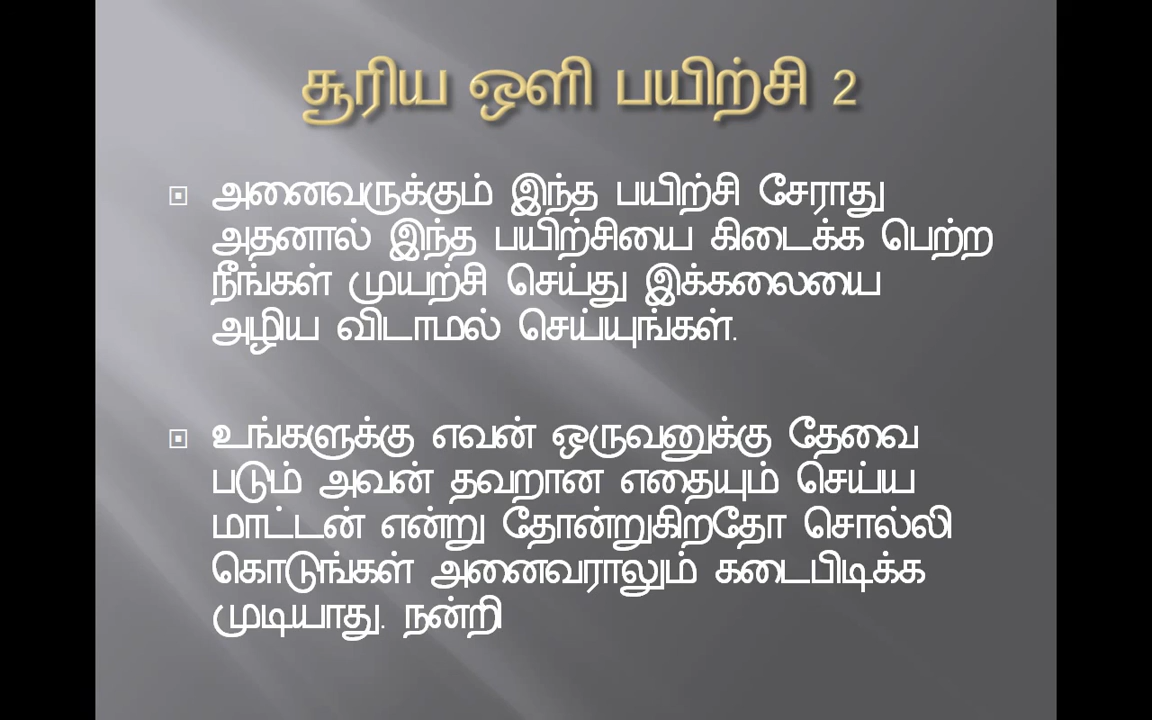 சூரிய ஒளி பயிற்சி 2
அனைவருக்கும் இந்த பயிற்சி சேராது
அதனால் இந்த பயிற்சியை கிடைக்க பெற்ற
நீங்கள் முயற்சி செய்து இக்கலையை
அழிய விடாமல் செய்யுங்கள்.
உங்களுக்கு எவன் ஒருவனுக்கு தேவை
படும் அவன் தவறான எதையும் செய்ய
மாட்டன் என்று தோன்றுகிறதோ சொல்லி
கொடுங்கள் அனைவராலும் கடைபிடிக்க
முடியாது. நன்றி